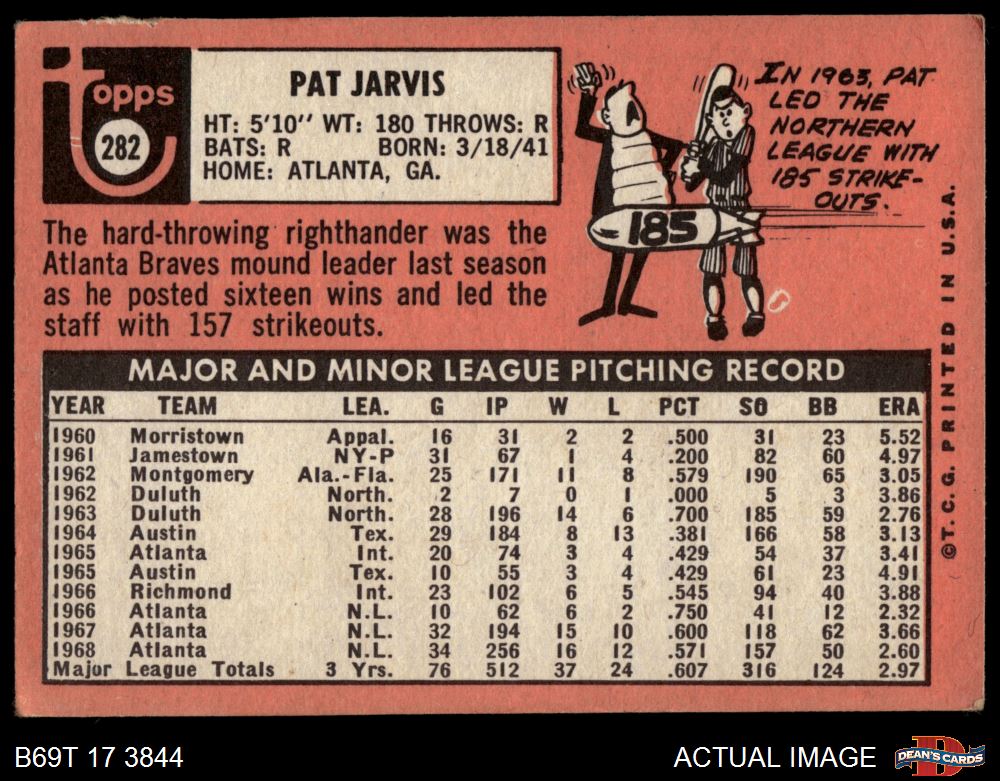 Topps
282
PAT JARVIS
HT: 5'10" WT: 180 THROWS: R
BATS: R BORN: 3/18/41
HOME: ATLANTA, GA.
The hard-throwing righthander was the
Atlanta Braves mound leader last season
as he posted sixteen wins and led the
staff with 157 strikeouts.
185
IN 1963, PAT
LED THE
NORTHERN
LEAGUE WITH
185 STRIKE-
OUTS.
MAJOR AND MINOR LEAGUE PITCHING RECORD
YEAR TEAM LEA. G IP W L PCT SO BB ERA
1960 Morristown Appal. 16 31 2 2 .500 31 23 5.52
1961 Jamestown NY-P 31 67 1 4 .200 82 60 4.97
1962 Montgomery Ala.-Fla. 25 171 11 8 .579 190 65 3.05
1962 Duluth North. 2 7 0 1 .000 5 3 3.86
1963 Duluth North. 28 196 14 6 .700 185 59 2.76
1964 Austin Tex. 29 184 8 13 .381 166 58 3.13
1965 Atlanta Int. 20 74 3 4 .429 54 37 3.41
1965 Austin Tex. 10 55 3 4 .429 61 23 4.91
1966 Richmond Int. 23 102 6 5 .545 94 40 3.88
1966 Atlanta N.L. 10 62 6 2 .750 41 12 2.32
1967 Atlanta N.L. 32 194 15 10 .600 118 62 3.66
1968 Atlanta N.L. 34 256 16 12 .571 157 50 2.60
Major League Totals 3 Yrs. 76 512 37 24 .607 316 124 2.97
©T. C. G. PRINTED IN U.S.A.
B69T 17 3844
ACTUAL IMAGE
D
DEAN'S CARDS